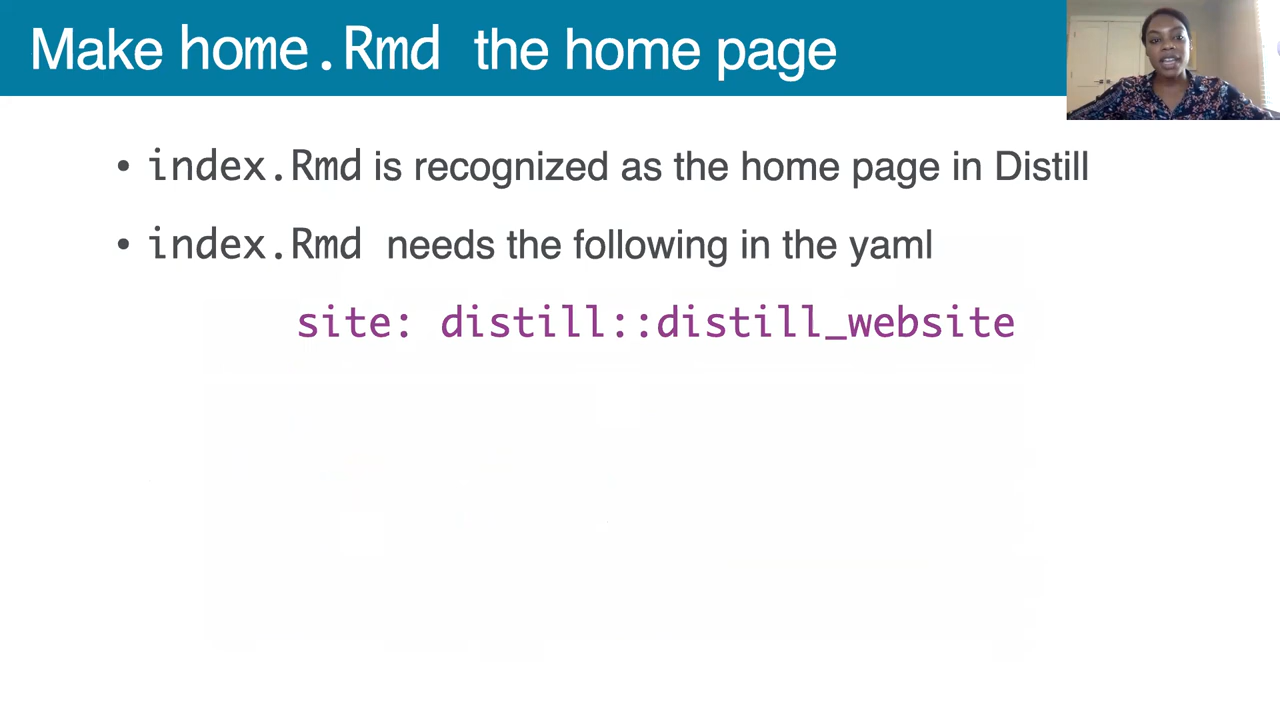 Make home.Rmd the home page
• index.Rmd is recognized as the home page in Distill
• index.Rmd needs the following in the yaml
site: distill::distill_website